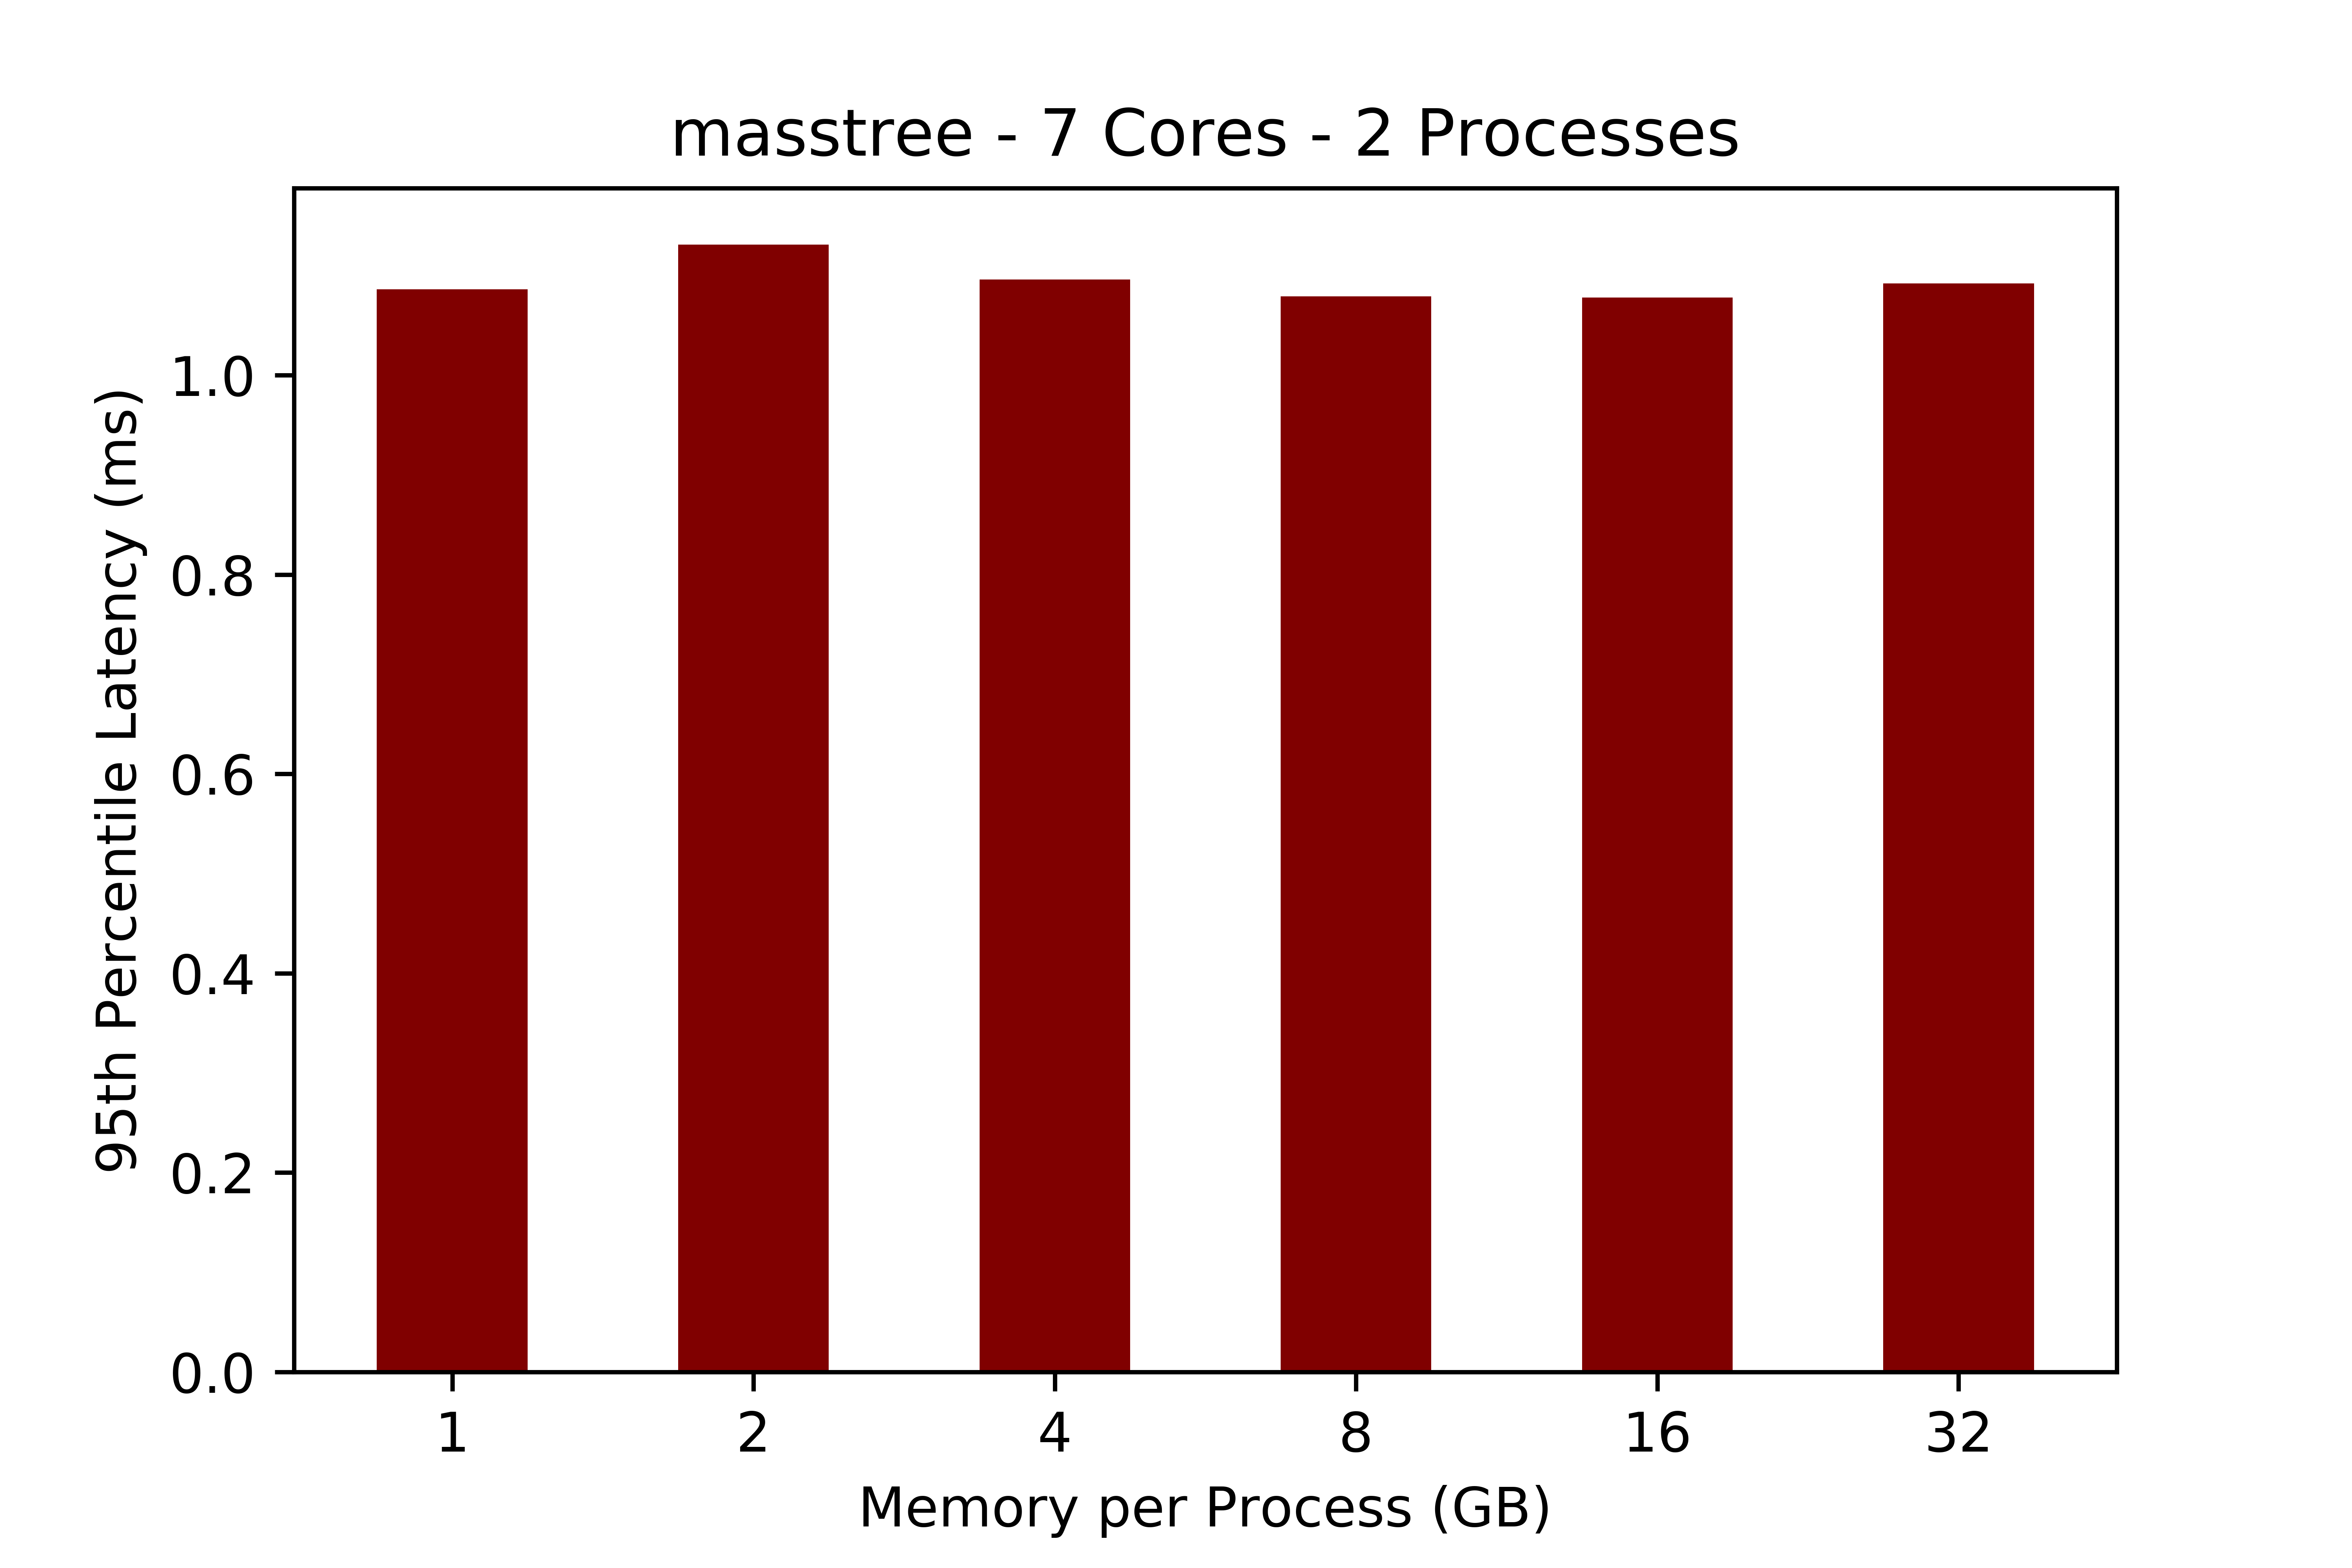 masstree - 7 Cores - 2 Processes
95th Percentile Latency (ms)
1.0
0.8
0.6
0.4
0.2
0.0
1 2 4 8 16 32
Memory per Process (GB)